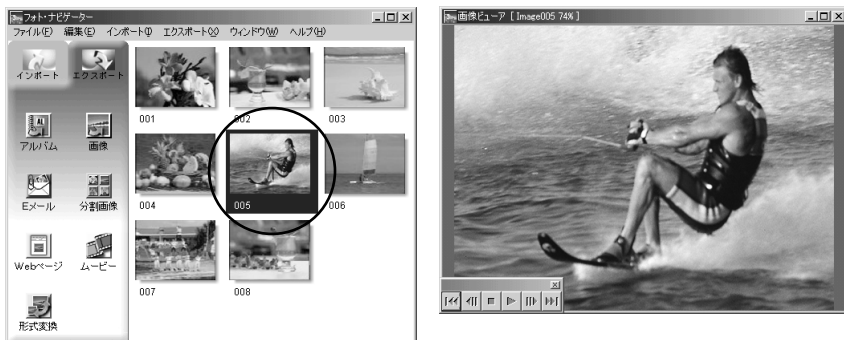 フォト・ナビゲーター
ファイル(F) 編集(E) インポート(I) エクスポート(X) ウィンドウ(W) ヘルプ(H)
インポート エクスポート
アルバム 画像
Eメール 分割画像
Webページ ムービー
形式変換
001 002 003
004 005 006
007 008
画像ビューア [ Image005 74% ]